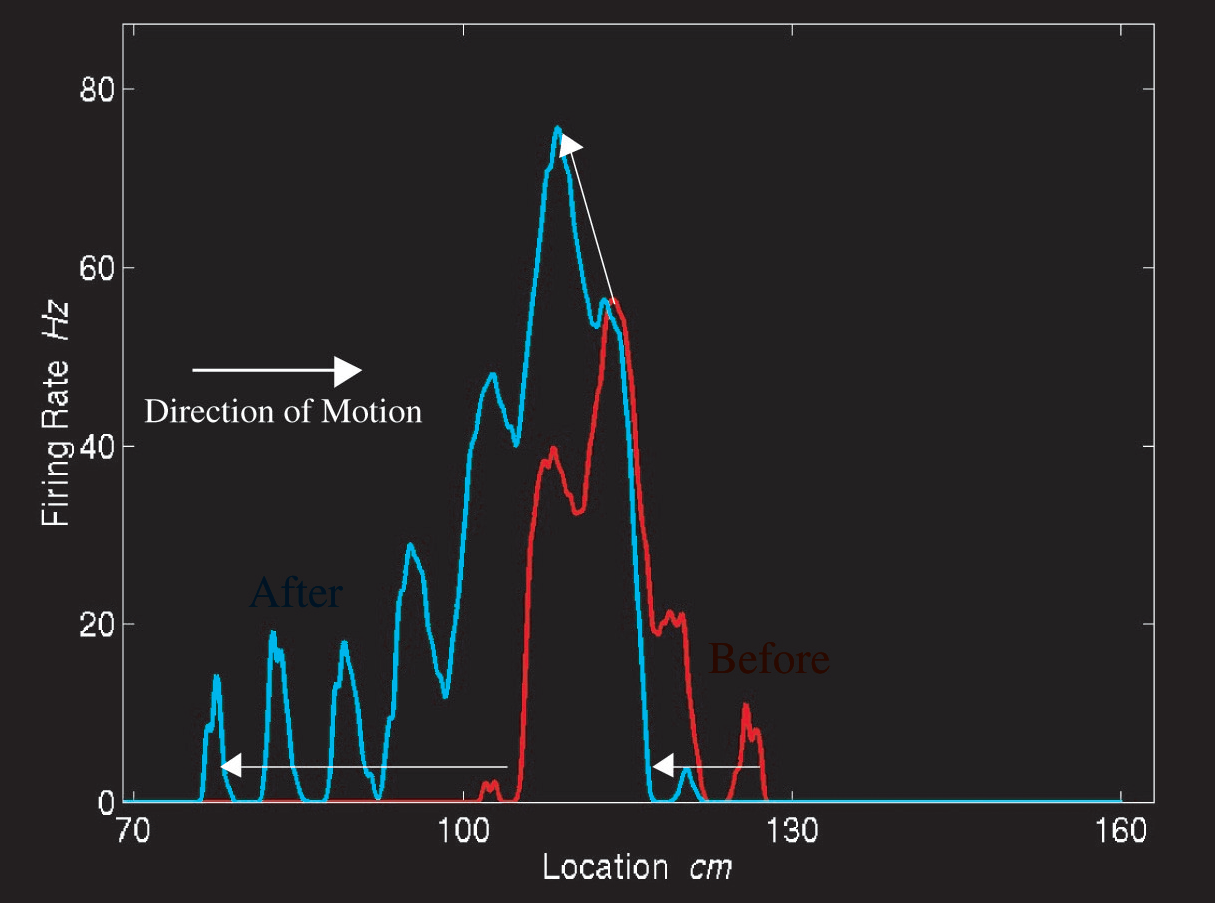 80
60
40
20
0
70
100
130
160
Firing Rate Hz
Location cm
Direction of Motion
After
Before